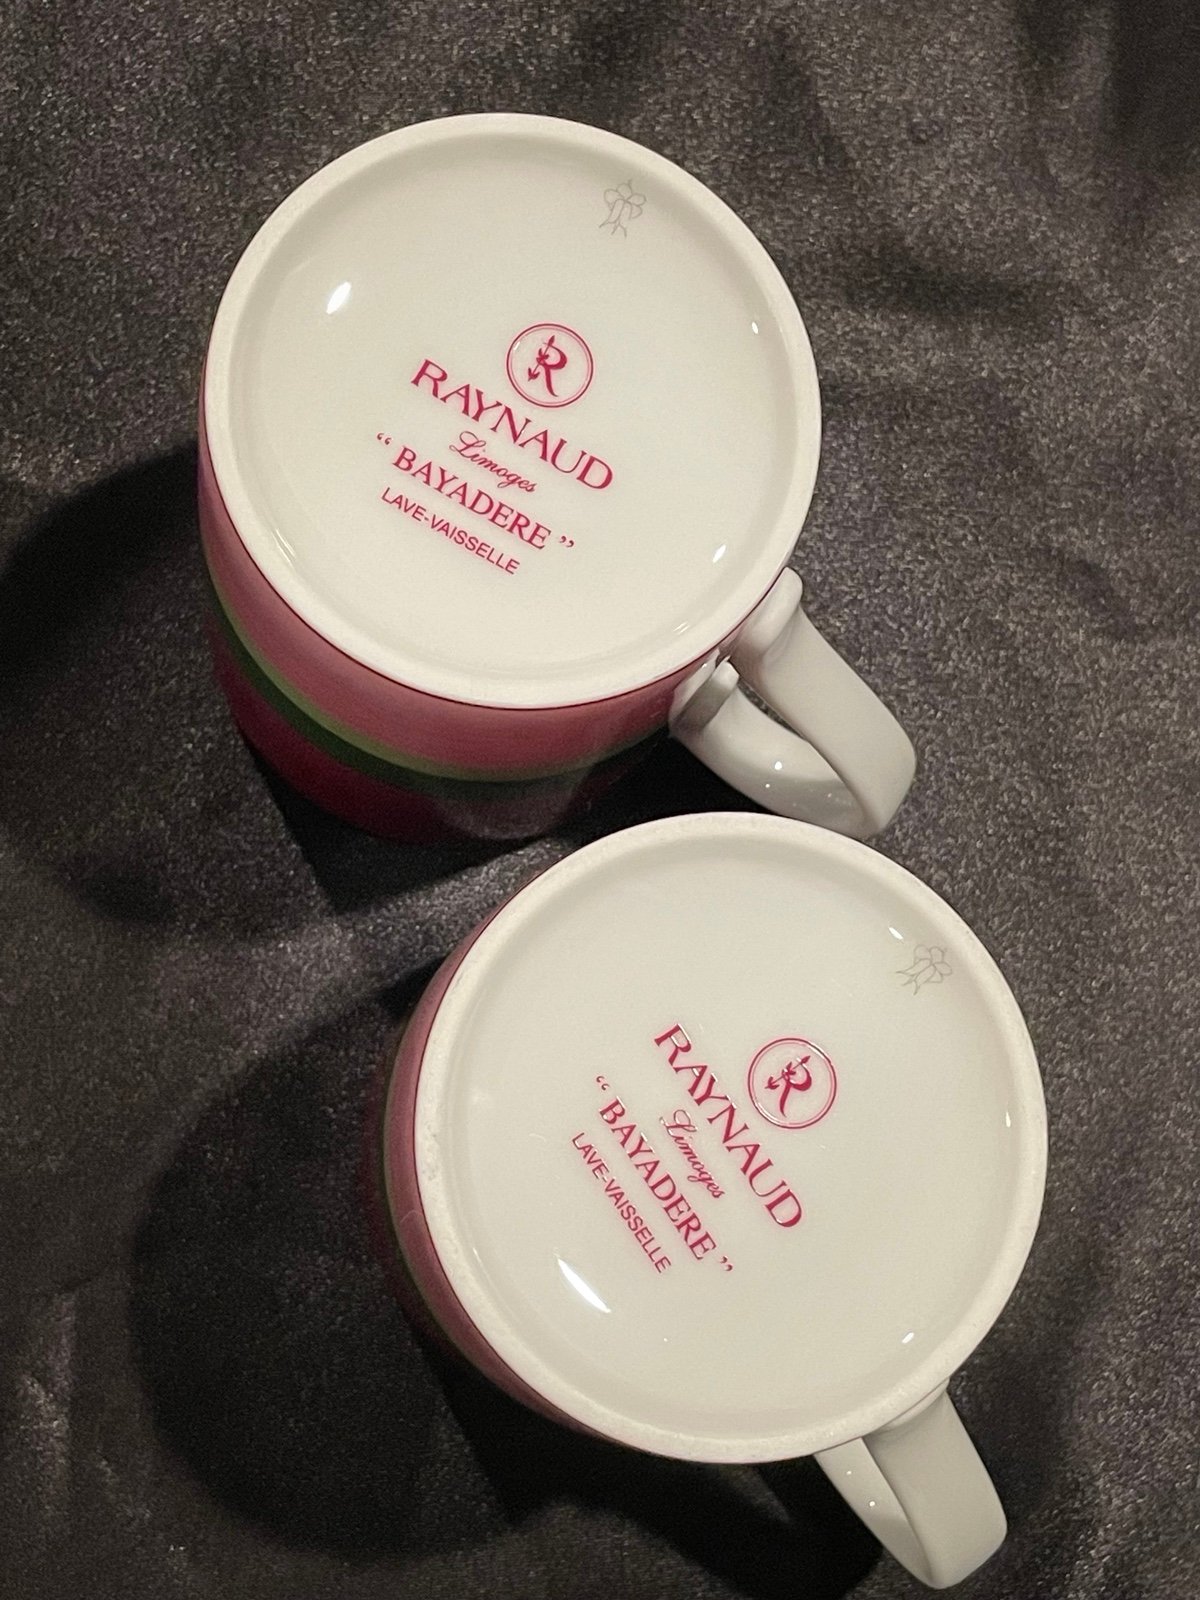 R
RAYNAUD
Limoges
“ BAYADERE ”
LAVE-VAISSELLE
R
RAYNAUD
Limoges
“ BAYADERE ”
LAVE-VAISSELLE